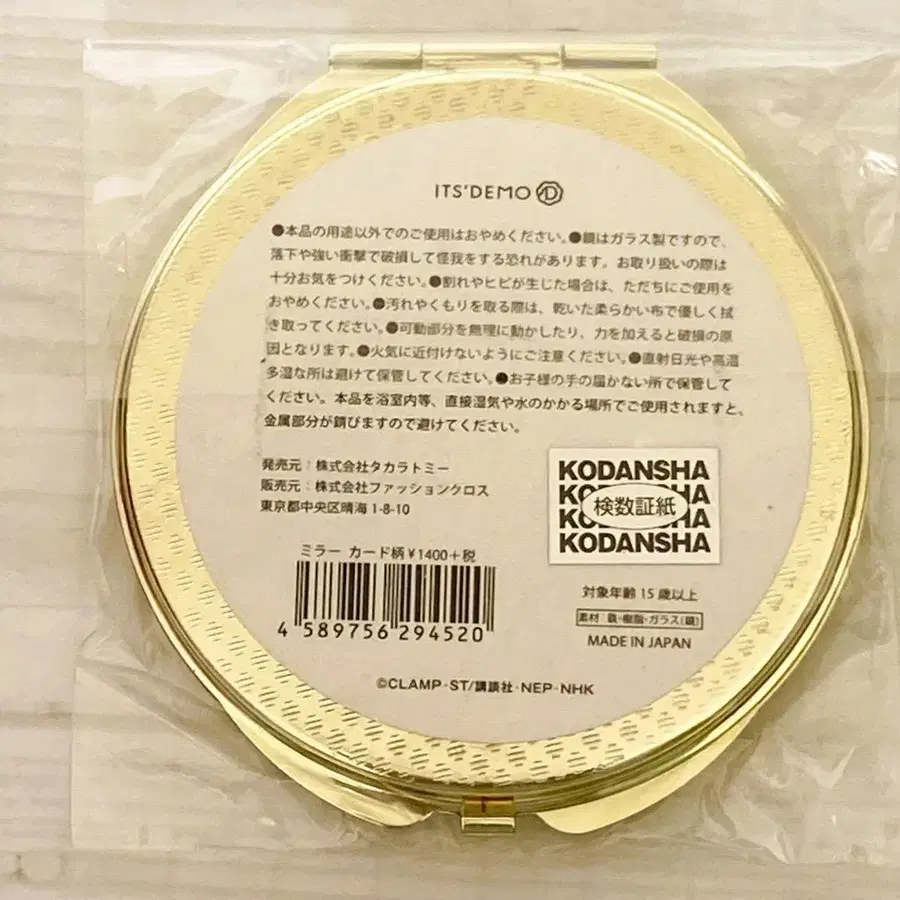 ITS'DEMO
●本品の用途以外でのご使用はおやめください。●鏡はガラス製ですので、
落下や強い衝撃で破損して怪我をする恐れがあります。お取り扱いの際は
十分お気をつけください。●割れやヒビが生じた場合は、ただちにご使用を
おやめください。●汚れやくもりを取る際は、乾いた柔らかい布で優しく拭
き取ってください。●可動部分を無理に動かしたり、力を加えると破損の原
因となります。●火気に近付けないようにご注意ください。●直射日光や高温
多湿な所は避けて保管してください。●お子様の手の届かない所で保管して
ください。本品を浴室内等、直接湿気や水のかかる場所でご使用されますと、
金属部分が錆びますので避けてください。
発売元：株式会社タカラトミー
販売元：株式会社ファッションクロス
東京都中央区晴海 1-8-10
KODANSHA
KODANSHA
検数証紙
KODANSHA
KODANSHA
ミラー カード柄 ¥1400+税
4 589756 294520
対象年齢 15 歳以上
素材：鉄・樹脂・ガラス(鏡)
MADE IN JAPAN
©CLAMP・ST/講談社・NEP・NHK